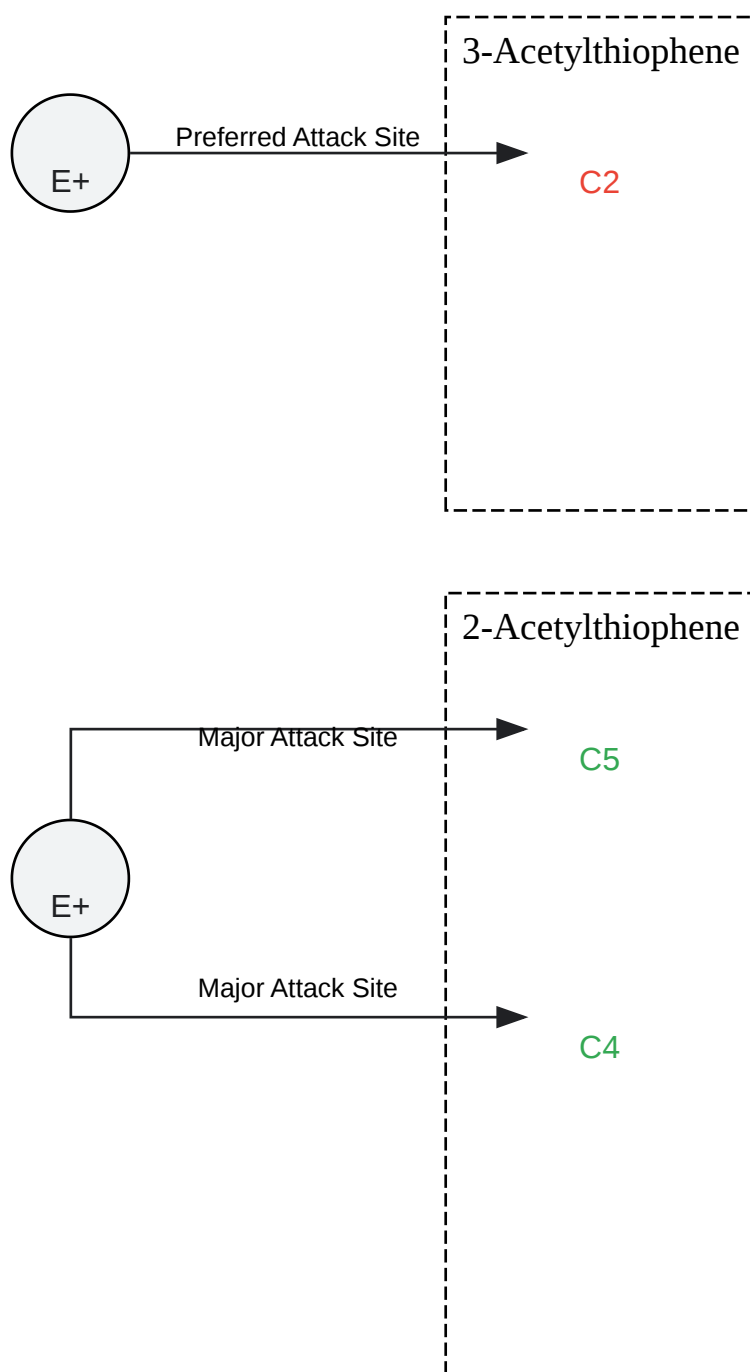 3-Acetylthiophene
Preferred Attack Site
E+
C2
2-Acetylthiophene
Major Attack Site
C5
E+
Major Attack Site
C4